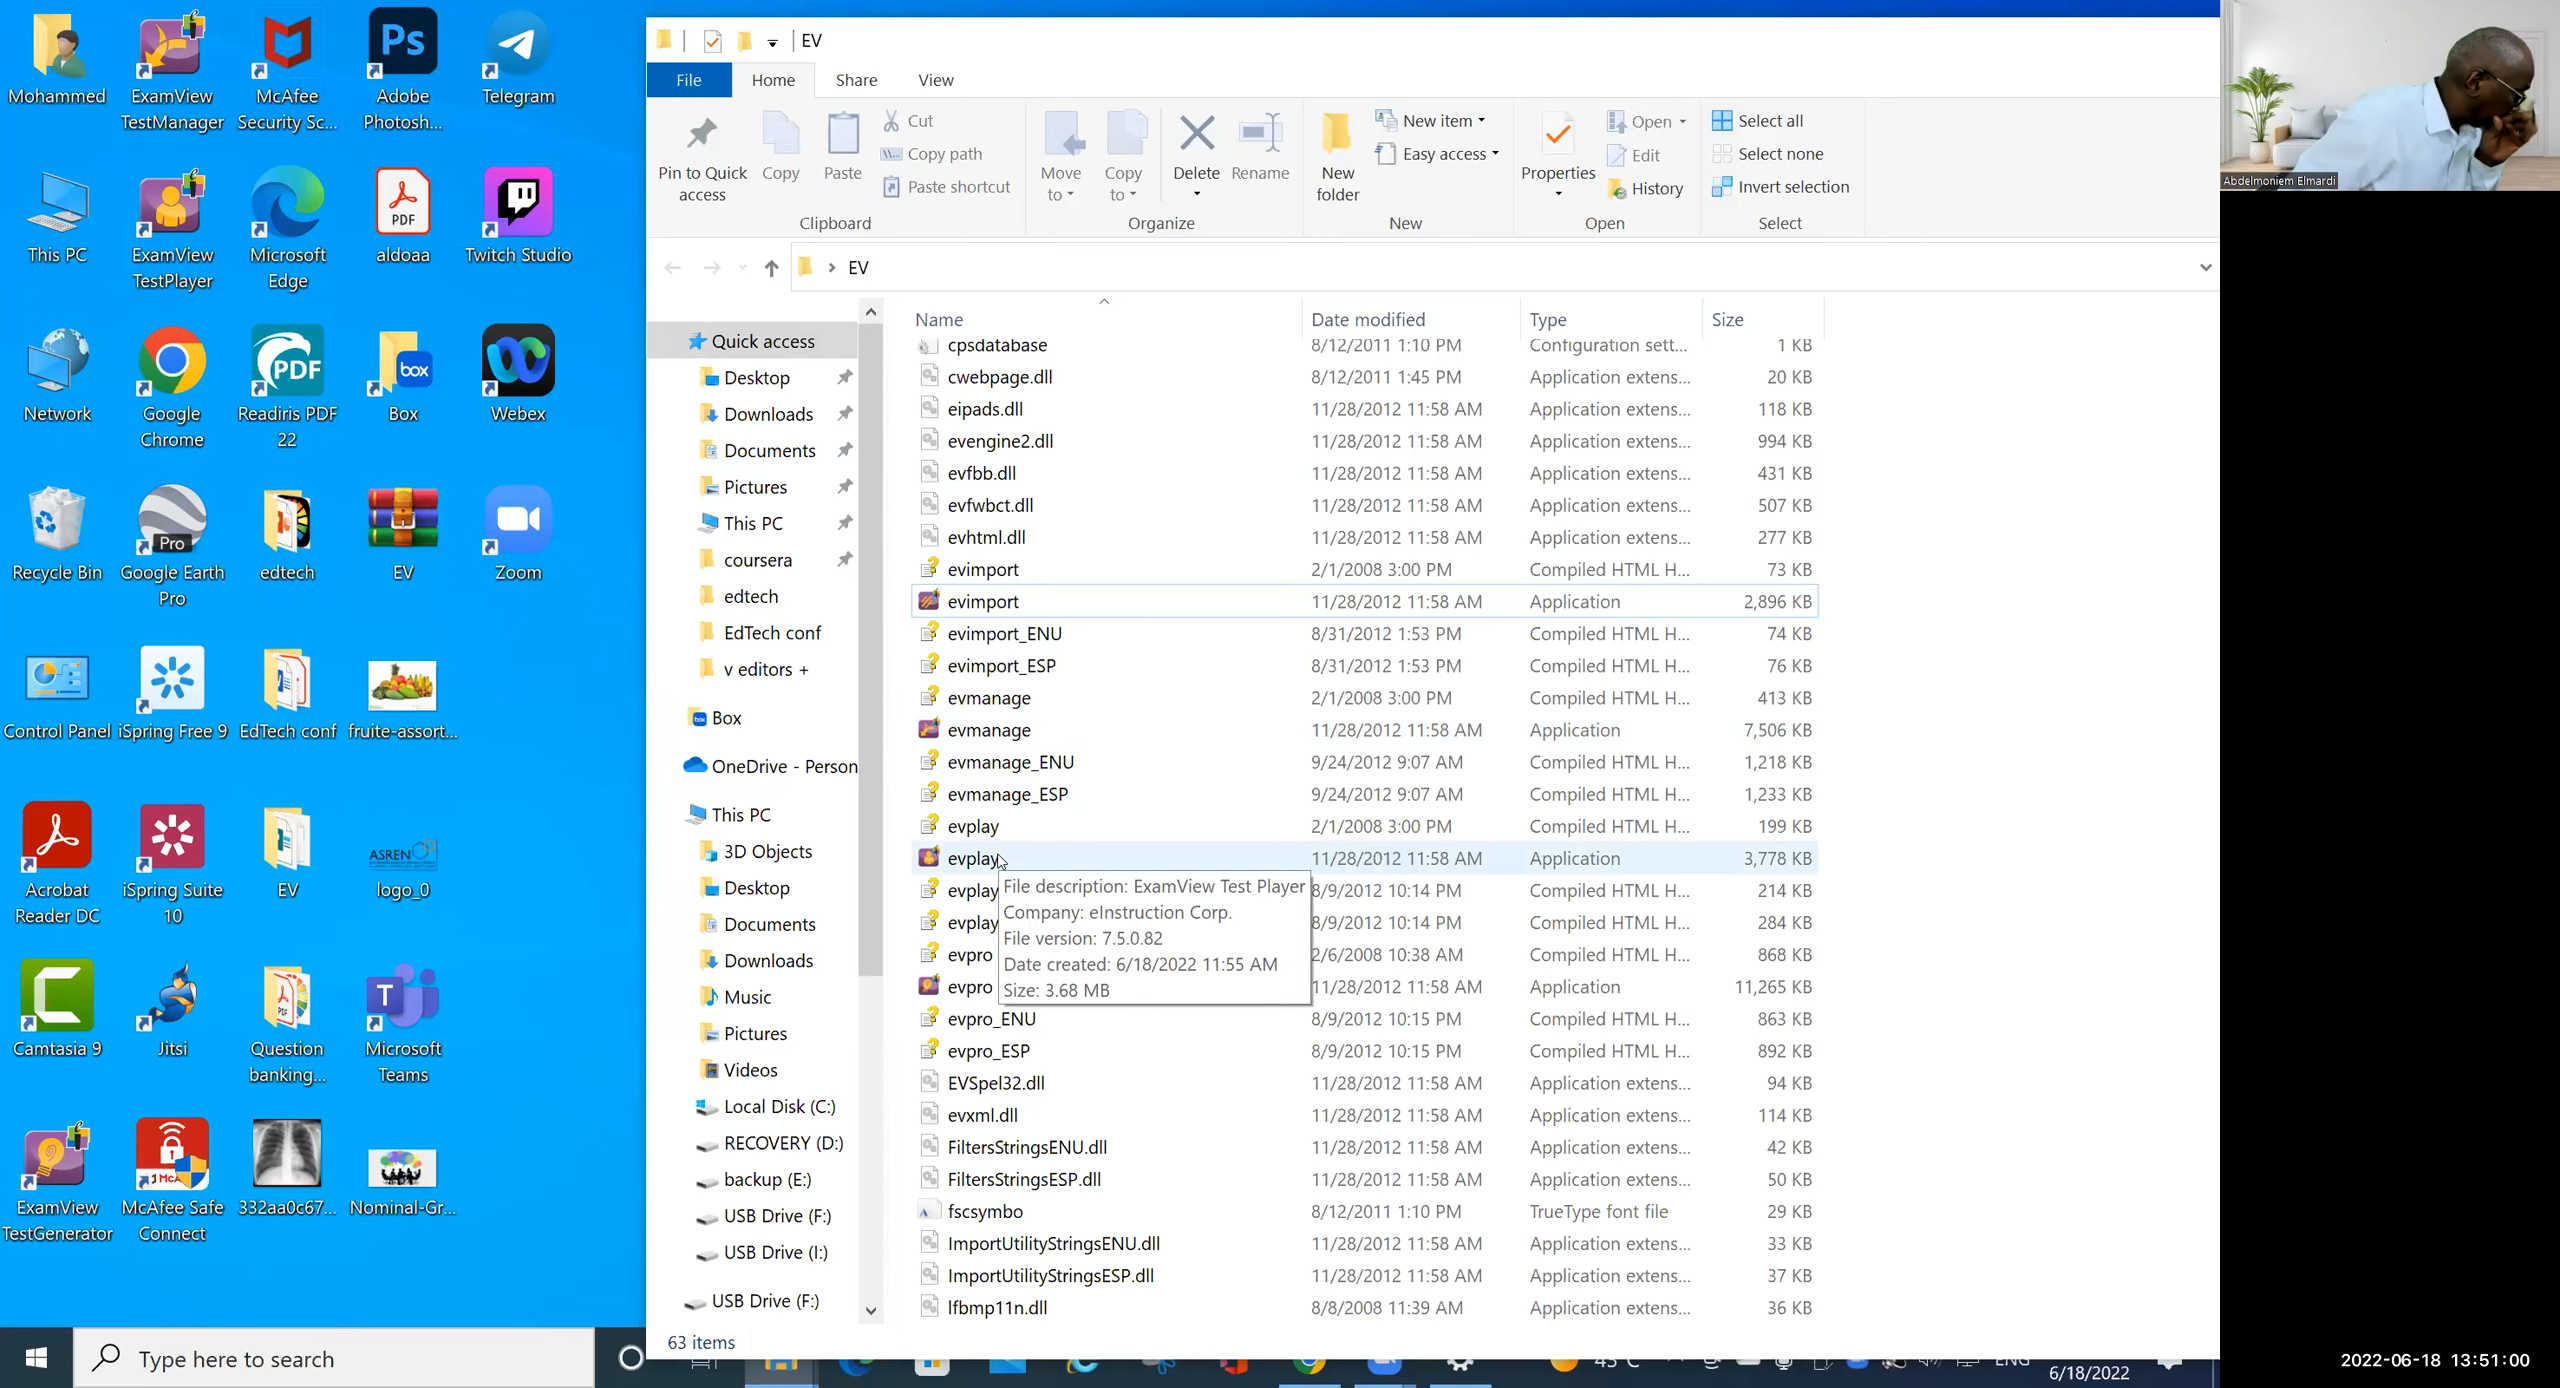 Mohammed
ExamView TestManager
McAfee Security Sc...
Adobe Photosh...
Telegram
This PC
ExamView TestPlayer
Microsoft Edge
aldoaa
Twitch Studio
Network
Google Chrome
Readiris PDF 22
Box
Webex
Recycle Bin
Google Earth Pro
edtech
EV
Zoom
Control Panel
iSpring Free 9
EdTech conf
fruite-assort...
Acrobat Reader DC
iSpring Suite 10
EV
logo_0
Camtasia 9
Jitsi
Question banking...
Microsoft Teams
ExamView TestGenerator
McAfee Safe Connect
332aa0c67...
Nominal-Gr...
Ps
PDF
PDF
box
Pro
ASREN
T
McA
EV
File
Home
Share
View
Pin to Quick access
Copy
Paste
Cut
Copy path
Paste shortcut
Clipboard
Move to
Copy to
Delete
Rename
Organize
New folder
New item
Easy access
New
Properties
Open
Edit
History
Open
Select all
Select none
Invert selection
Select
EV
Quick access
Desktop
Downloads
Documents
Pictures
This PC
coursera
edtech
EdTech conf
v editors +
Box
OneDrive - Person
This PC
3D Objects
Desktop
Documents
Downloads
Music
Pictures
Videos
Local Disk (C:)
RECOVERY (D:)
backup (E:)
USB Drive (F:)
USB Drive (I:)
USB Drive (F:)
Name Date modified Type Size
cpsdatabase 8/12/2011 1:10 PM Configuration sett... 1 KB
cwebpage.dll 8/12/2011 1:45 PM Application extens... 20 KB
eipads.dll 11/28/2012 11:58 AM Application extens... 118 KB
evengine2.dll 11/28/2012 11:58 AM Application extens... 994 KB
evfbb.dll 11/28/2012 11:58 AM Application extens... 431 KB
evfwbct.dll 11/28/2012 11:58 AM Application extens... 507 KB
evhtml.dll 11/28/2012 11:58 AM Application extens... 277 KB
evimport 2/1/2008 3:00 PM Compiled HTML H... 73 KB
evimport 11/28/2012 11:58 AM Application 2,896 KB
evimport_ENU 8/31/2012 1:53 PM Compiled HTML H... 74 KB
evimport_ESP 8/31/2012 1:53 PM Compiled HTML H... 76 KB
evmanage 2/1/2008 3:00 PM Compiled HTML H... 413 KB
evmanage 11/28/2012 11:58 AM Application 7,506 KB
evmanage_ENU 9/24/2012 9:07 AM Compiled HTML H... 1,218 KB
evmanage_ESP 9/24/2012 9:07 AM Compiled HTML H... 1,233 KB
evplay 2/1/2008 3:00 PM Compiled HTML H... 199 KB
evplay 11/28/2012 11:58 AM Application 3,778 KB
evplay 8/9/2012 10:14 PM Compiled HTML H... 214 KB
evplay 8/9/2012 10:14 PM Compiled HTML H... 284 KB
evpro 2/6/2008 10:38 AM Compiled HTML H... 868 KB
evpro 11/28/2012 11:58 AM Application 11,265 KB
evpro_ENU 8/9/2012 10:15 PM Compiled HTML H... 863 KB
evpro_ESP 8/9/2012 10:15 PM Compiled HTML H... 892 KB
EVSpel32.dll 11/28/2012 11:58 AM Application extens... 94 KB
evxml.dll 11/28/2012 11:58 AM Application extens... 114 KB
FiltersStringsENU.dll 11/28/2012 11:58 AM Application extens... 42 KB
FiltersStringsESP.dll 11/28/2012 11:58 AM Application extens... 50 KB
fscsymbo 8/12/2011 1:10 PM TrueType font file 29 KB
ImportUtilityStringsENU.dll 11/28/2012 11:58 AM Application extens... 33 KB
ImportUtilityStringsESP.dll 11/28/2012 11:58 AM Application extens... 37 KB
lfbmp11n.dll 8/8/2008 11:39 AM Application extens... 36 KB
File description: ExamView Test Player
Company: eInstruction Corp.
File version: 7.5.0.82
Date created: 6/18/2022 11:55 AM
Size: 3.68 MB
63 items
Type here to search
45°C
ENG
6/18/2022
Abdelmoniem Elmardi
2022-06-18 13:51:00